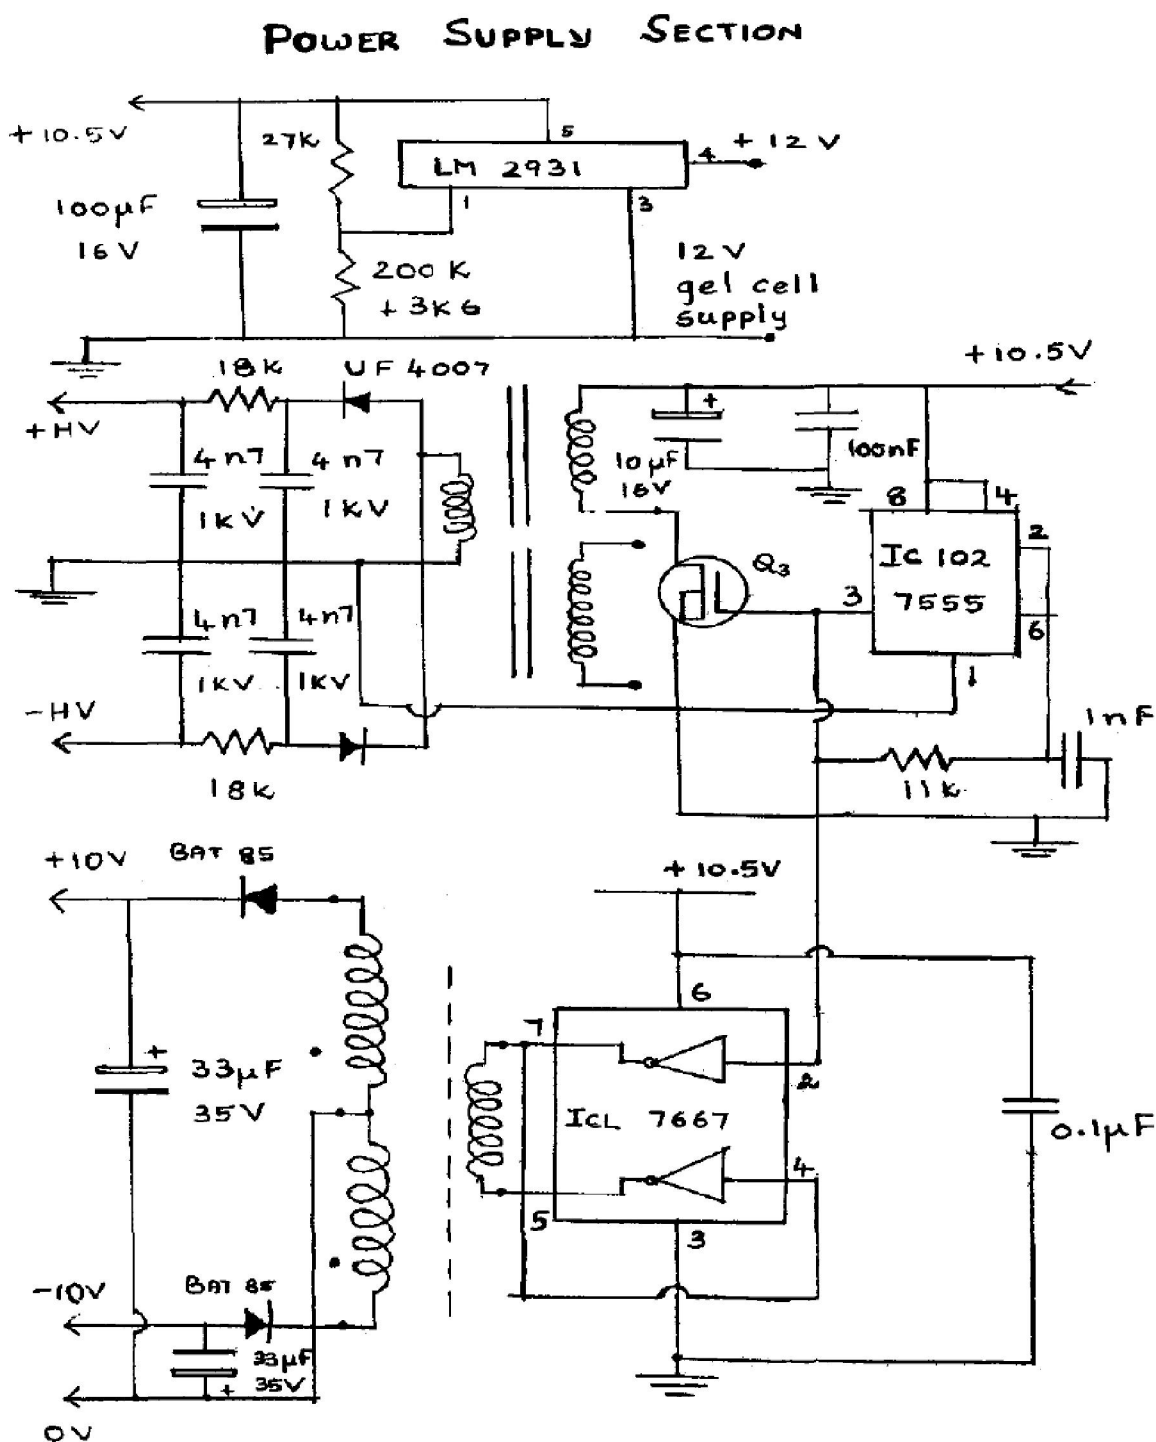 POWER SUPPLY SECTION
+10.5V
27K
5
LM 2931
4
+12V
1
3
100µF
16V
200K
+3K6
12V
gel cell
supply
18K
UF 4007
+10.5V
+HV
4n7
4n7
1KV
1KV
+
10µF
16V
100nF
8
4
2
IC 102
7555
Q3
3
6
1
4n7
4n7
1KV
1KV
-HV
18K
1nF
11K
+10V
BAT 85
+10.5V
6
7
2
+
33µF
35V
ICL 7667
4
5
3
0.1µF
-10V
BAT 85
33µF
35V
+
0V